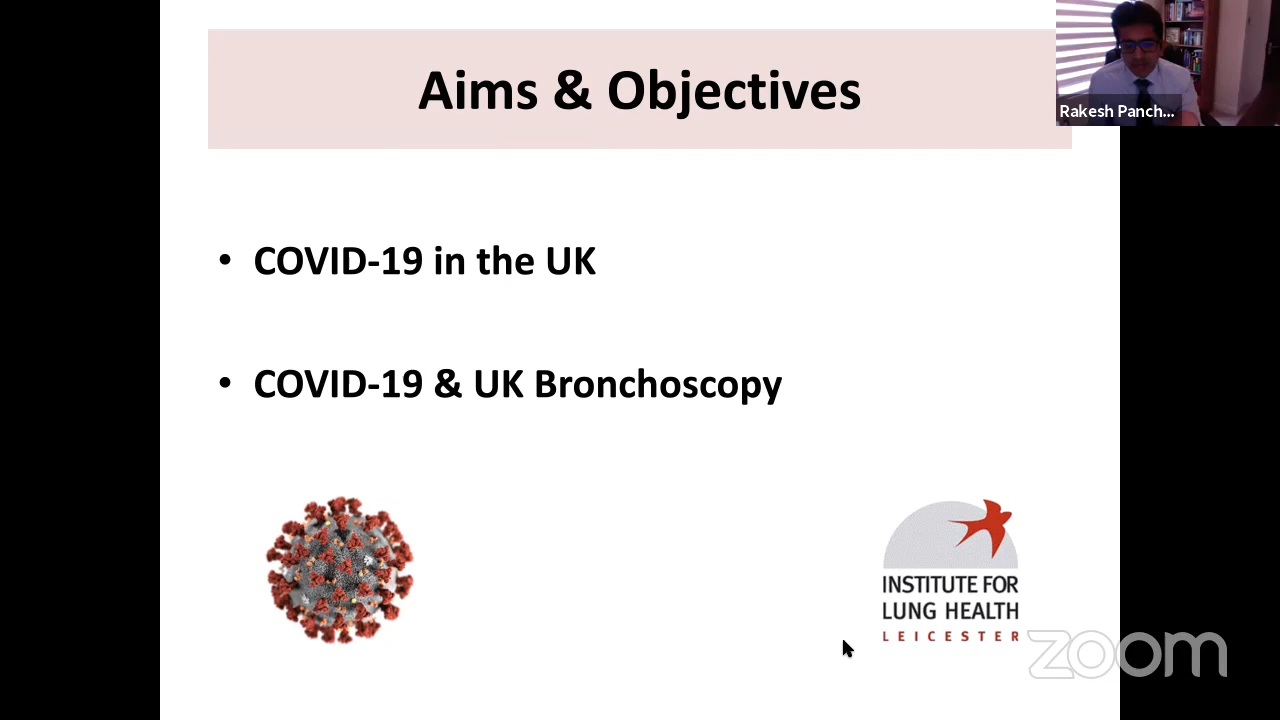 Aims & Objectives
Rakesh Panch...
• COVID-19 in the UK
• COVID-19 & UK Bronchoscopy
INSTITUTE FOR
LUNG HEALTH
LEICESTER
zoom